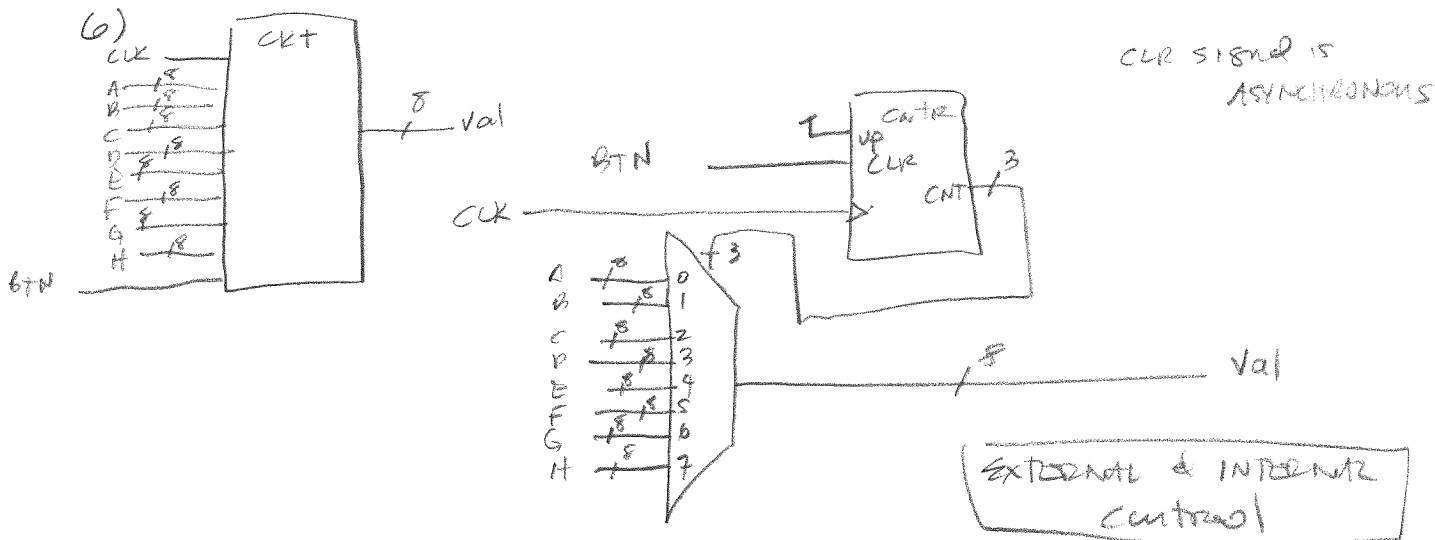 6)
CKT
CLK
A 8
B 8
C 8
D 8
E 8
F 8
G 8
H 8
BTN
8 Val
CLR signal is
ASYNCHRONOUS
CNTR
UP
BTN
CLR
CNT 3
CLK
3
A 8 0
B 8 1
C 8 2
D 8 3
E 8 4
F 8 5
G 8 6
H 8 7
8 Val
EXTERNAL & INTERNAL
Control